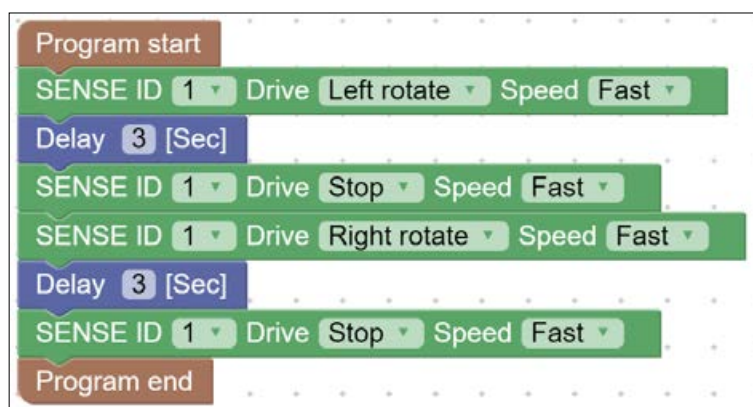 Program start
SENSE ID 1 Drive Left rotate Speed Fast
Delay 3 [Sec]
SENSE ID 1 Drive Stop Speed Fast
SENSE ID 1 Drive Right rotate Speed Fast
Delay 3 [Sec]
SENSE ID 1 Drive Stop Speed Fast
Program end